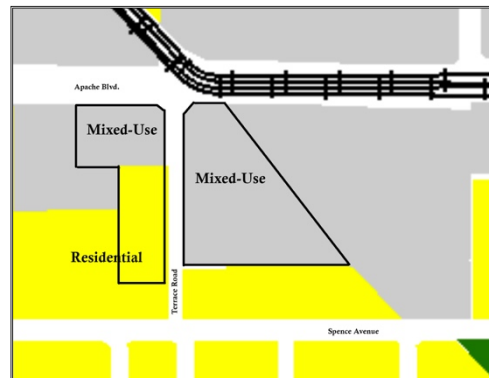 Apache Blvd.
Mixed-Use
Mixed-Use
Residential
Terrace Road
Spence Avenue